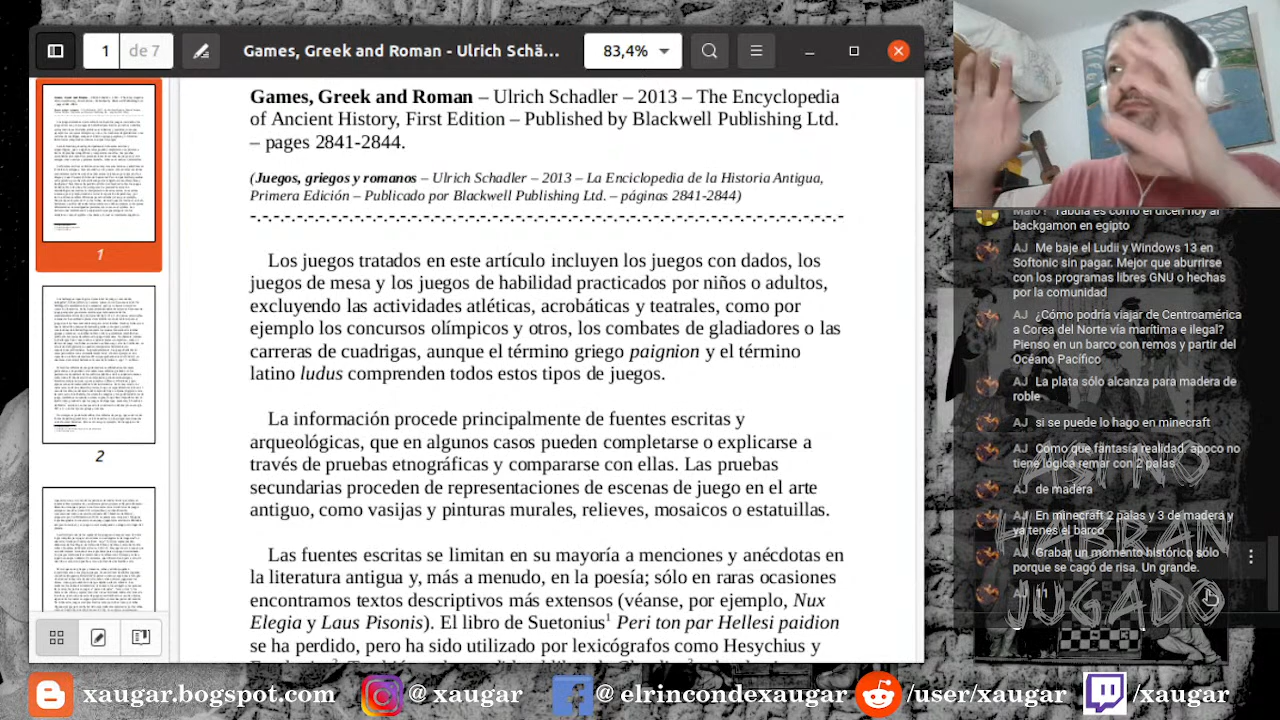 1 de 7 Games, Greek and Roman - Ulrich Schä... 83,4%
Games, Greek and Roman – Ulrich Schädler – 2013 – The Encyclopedia
of Ancient History, First Edition – Published by Blackwell Publishing Ltd.
– pages 2841-2844.
(Juegos griegos y romanos – Ulrich Schaduler – 2013 – La Enciclopedia de la Historia Antigua,
Primera Edición – Publicado por Blackwell Publishing Ltd. – páginas 2841-2844)
Los juegos tratados en este artículo incluyen los juegos con dados, los
juegos de mesa y los juegos de habilidad practicados por niños o adultos,
excluyendo las actividades atléticas, acrobáticas y teatrales, como por
ejemplo los concursos olímpicos y otros, los combates de gladiadores o las
carreras de cuadrigas, aunque el término griego paignion y el término
latino ludus comprenden todos estos tipos de juegos.
La información procede principalmente de fuentes escritas y
arqueológicas, que en algunos casos pueden completarse o explicarse a
través de pruebas etnográficas y compararse con ellas. Las pruebas
secundarias proceden de representaciones de escenas de juego en el arte
antiguo, como vasijas y pinturas murales, relieves, mosaicos o estatuillas.
Las fuentes escritas se limitan en su mayoría a menciones y anécdotas en
la literatura antigua y, más a menudo, en la poesía; sólo en raras ocasiones
encontramos textos descriptivos más extensos (véanse, por ejemplo, Nux
Elegia y Laus Pisonis). El libro de Suetonius1 Peri ton par Hellesi paidion
se ha perdido, pero ha sido utilizado por lexicógrafos como Hesychius y
1
2
Tabula es como el dicen hoy al
backgamon en egipto
AJ Me baje el Ludii y Windows 13 en
Softonic sin pagar. Mejor que aburrirse
con los programas libres GNU o hechas
por la comunidad
AJ ¿Cómo podría viajar de Centroamérica
a Corea del Norte vía marítima e ilegal?
Pienso en un barco con remos y partir del
Océano Pacífico
AJ La plata sólo alcanza para madera de
roble
AJ si se puede lo hago en minecraft
AJ Como que fantasía realidad. apoco no
tiene lógica remar con 2 palas
AJ de madera
AJ En minecraft 2 palas y 3 de madera y
ya tenes el barco
AJ Grabar un momento histórico sólo
porque se cagó de risa. Un grande.
AJ
ASÍ NO
HABRÁN
JUGADO
xaugar.bogspot.com @ xaugar @ elrincondexaugar /user/xaugar /xaugar